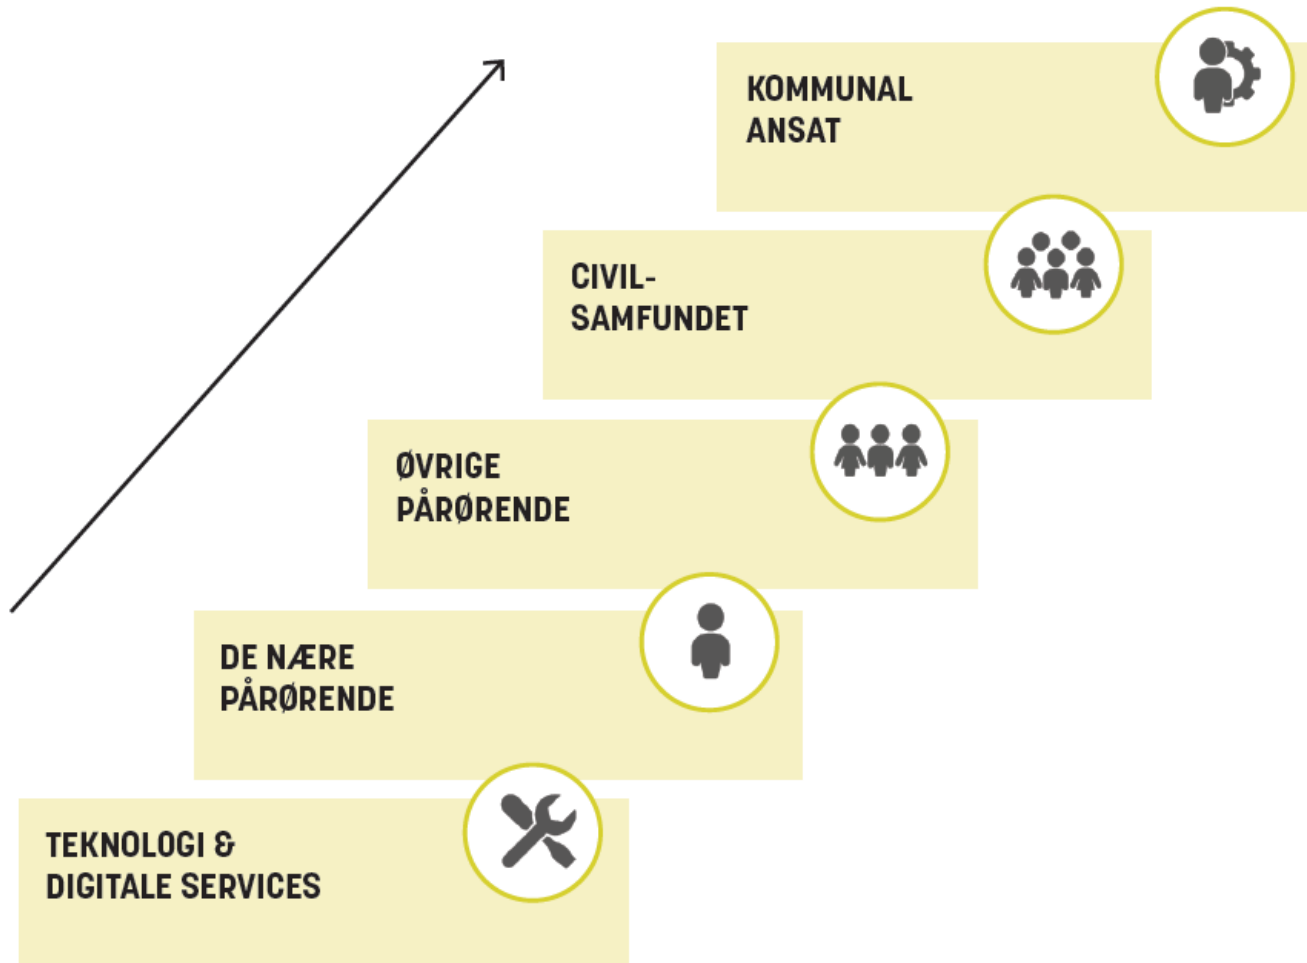 KOMMUNAL
ANSAT
CIVIL-
SAMFUNDET
ØVRIGE
PÅRØRENDE
DE NÆRE
PÅRØRENDE
TEKNOLOGI &
DIGITALE SERVICES